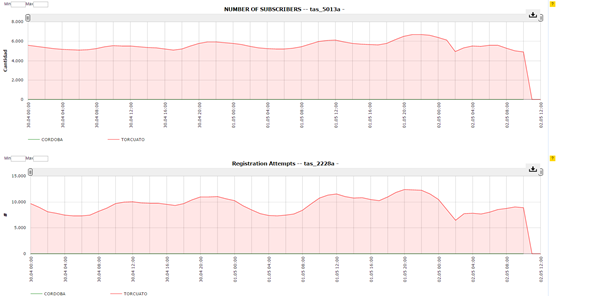 Min Max ?
NUMBER OF SUBSCRIBERS -- tas_5013a -
Cantidad
8.000
6.000
4.000
2.000
0
30.04 00:00 30.04 04:00 30.04 08:00 30.04 12:00 30.04 16:00 30.04 20:00 01.05 00:00 01.05 04:00 01.05 08:00 01.05 12:00 01.05 16:00 01.05 20:00 02.05 00:00 02.05 04:00 02.05 08:00 02.05 12:00
CORDOBA TORCUATO
Min Max ?
Registration Attempts -- tas_2228a -
#
15.000
10.000
5.000
0
30.04 00:00 30.04 04:00 30.04 08:00 30.04 12:00 30.04 16:00 30.04 20:00 01.05 00:00 01.05 04:00 01.05 08:00 01.05 12:00 01.05 16:00 01.05 20:00 02.05 00:00 02.05 04:00 02.05 08:00 02.05 12:00
CORDOBA TORCUATO